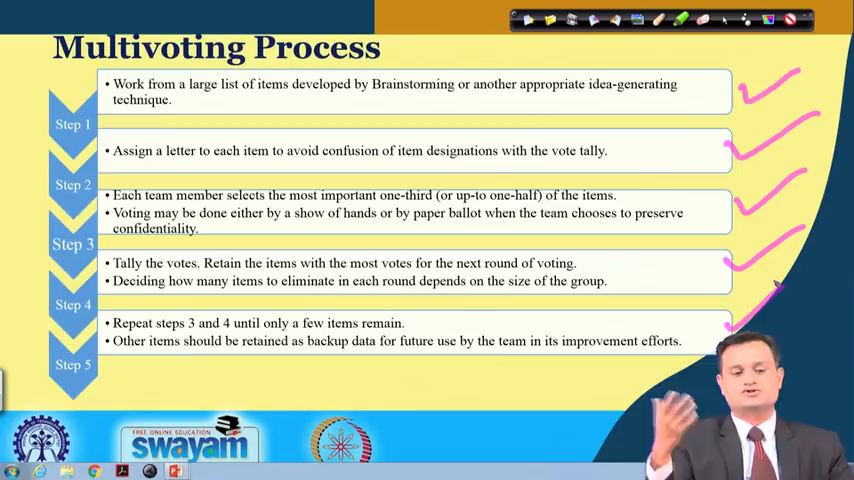 Multivoting Process
• Work from a large list of items developed by Brainstorming or another appropriate idea-generating
technique.
Step 1
• Assign a letter to each item to avoid confusion of item designations with the vote tally.
Step 2
• Each team member selects the most important one-third (or up-to one-half) of the items.
• Voting may be done either by a show of hands or by paper ballot when the team chooses to preserve
confidentiality.
Step 3
• Tally the votes. Retain the items with the most votes for the next round of voting.
• Deciding how many items to eliminate in each round depends on the size of the group.
Step 4
• Repeat steps 3 and 4 until only a few items remain.
• Other items should be retained as backup data for future use by the team in its improvement efforts.
Step 5
FREE ONLINE EDUCATION
swayam